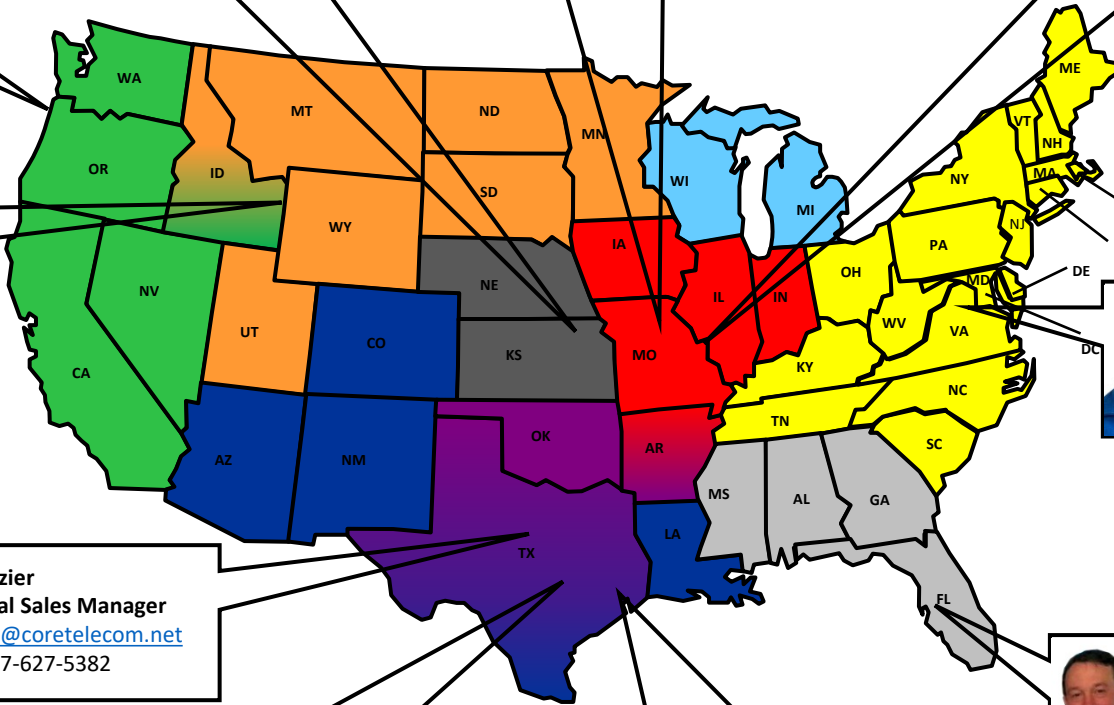 ME
WA
MT
ND
MN
VT
NH
OR
ID
SD
WI
NY
MA
MI
WY
NJ
IA
PA
OH
DE
MD
NV
NE
IL
IN
WV
VA
UT
CO
KS
MO
DC
CA
KY
NC
TN
OK
SC
AZ
NM
AR
MS
AL
GA
TX
LA
FL
zier
al Sales Manager
@coretelecom.net
7-627-5382